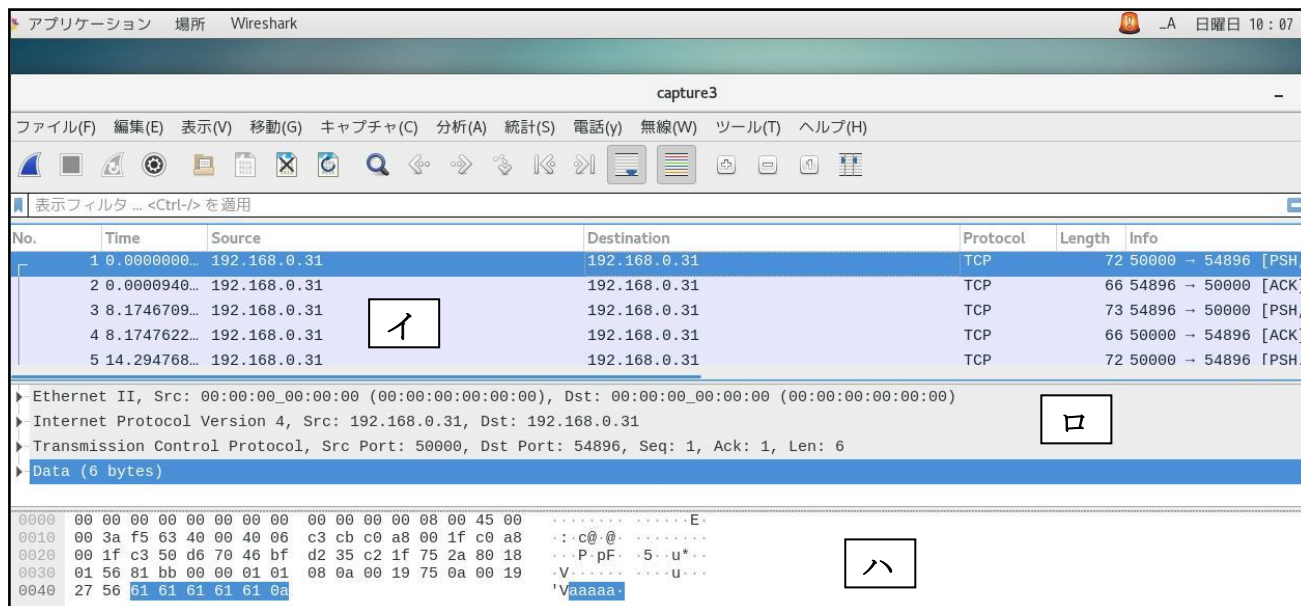 アプリケーション 場所 Wireshark _A 日曜日 10：07
capture3
ファイル(F) 編集(E) 表示(V) 移動(G) キャプチャ(C) 分析(A) 統計(S) 電話(y) 無線(W) ツール(T) ヘルプ(H)
表示フィルタ … <Ctrl-/> を適用
No. Time Source Destination Protocol Length Info
1 0.0000000… 192.168.0.31 192.168.0.31 TCP 72 50000 → 54896 [PSH,
2 0.0000940… 192.168.0.31 192.168.0.31 TCP 66 54896 → 50000 [ACK]
3 8.1746709… 192.168.0.31 192.168.0.31 TCP 73 54896 → 50000 [PSH,
4 8.1747622… 192.168.0.31 192.168.0.31 TCP 66 50000 → 54896 [ACK]
5 14.294768… 192.168.0.31 192.168.0.31 TCP 72 50000 → 54896 [PSH,
イ
Ethernet II, Src: 00:00:00_00:00:00 (00:00:00:00:00:00), Dst: 00:00:00_00:00:00 (00:00:00:00:00:00)
Internet Protocol Version 4, Src: 192.168.0.31, Dst: 192.168.0.31
Transmission Control Protocol, Src Port: 50000, Dst Port: 54896, Seq: 1, Ack: 1, Len: 6
Data (6 bytes)
ロ
0000 00 00 00 00 00 00 00 00 00 00 00 00 08 00 45 00 ········ ······E·
0010 00 3a f5 63 40 00 40 06 c3 cb c0 a8 00 1f c0 a8 ·:·c@·@· ········
0020 00 1f c3 50 d6 70 46 bf d2 35 c2 1f 75 2a 80 18 ···P·pF· ·5··u*··
0030 01 56 81 bb 00 00 01 01 08 0a 00 19 75 0a 00 19 ·V······ ····u···
0040 27 56 61 61 61 61 61 0a 'Vaaaaa·
ハ